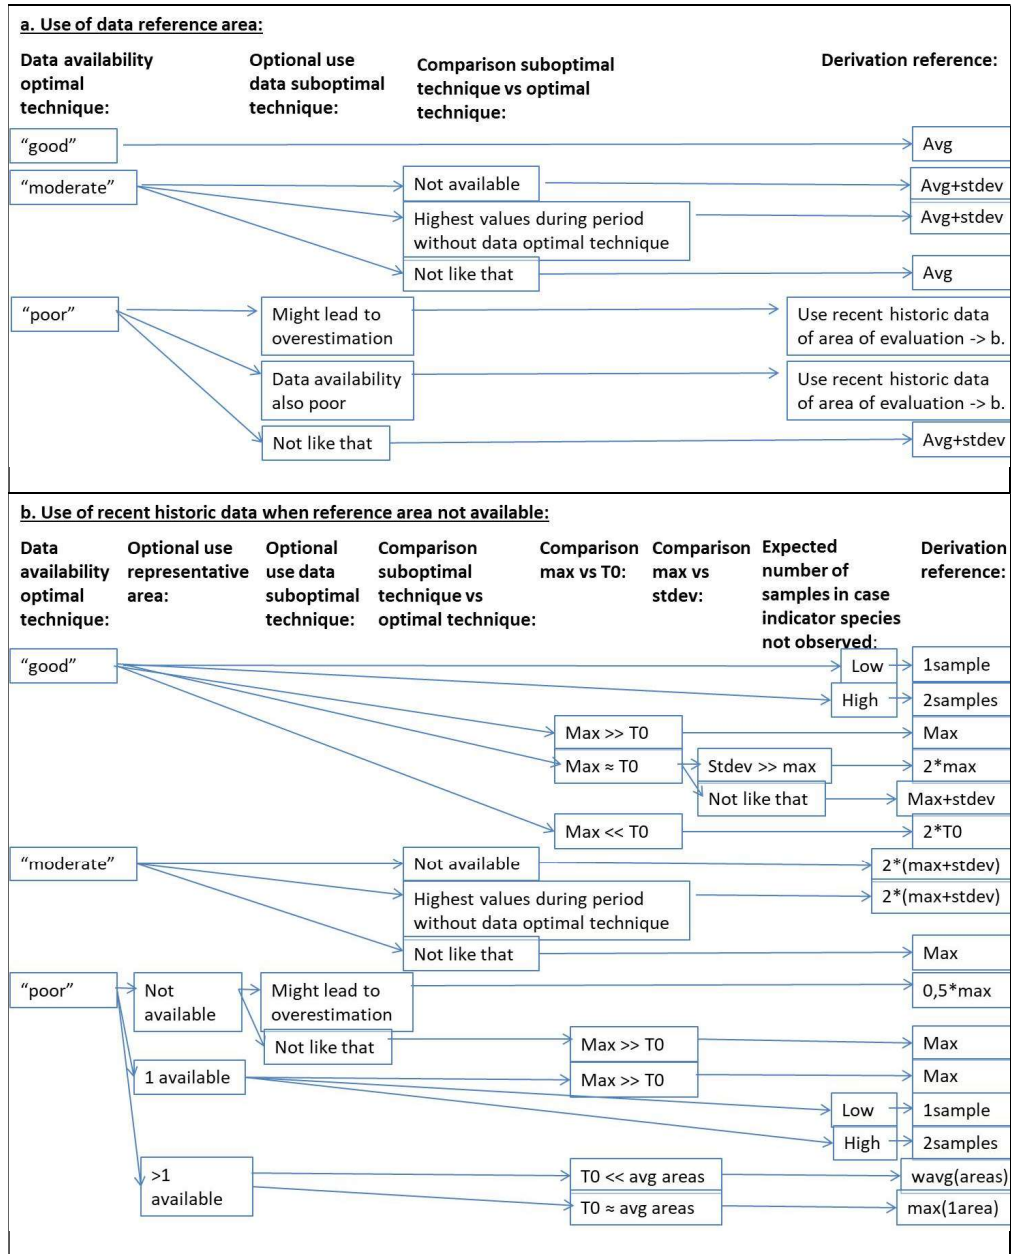 a. Use of data reference area:
Data availability
optimal
technique:
Optional use
data suboptimal
technique:
Comparison suboptimal
technique vs optimal
technique:
Derivation reference:
"good"
Avg
"moderate"
Not available
Avg+stdev
Highest values during period
without data optimal technique
Avg+stdev
Not like that
Avg
"poor"
Might lead to
overestimation
Use recent historic data
of area of evaluation -> b.
Data availability
also poor
Use recent historic data
of area of evaluation -> b.
Not like that
Avg+stdev
b. Use of recent historic data when reference area not available:
Data
availability
optimal
technique:
Optional use
representative
area:
Optional
use data
suboptimal
technique:
Comparison
suboptimal
technique vs
optimal technique:
Comparison
max vs T0:
Comparison
max vs
stdev:
Expected
number of
samples in case
indicator species
not observed:
Derivation
reference:
"good"
Low
1sample
High
2samples
Max >> T0
Max
Max ≈ T0
Stdev >> max
2*max
Not like that
Max+stdev
Max << T0
2*T0
"moderate"
Not available
2*(max+stdev)
Highest values during period
without data optimal technique
2*(max+stdev)
Not like that
Max
"poor"
Not
available
Might lead to
overestimation
0,5*max
Not like that
Max >> T0
Max
1 available
Max >> T0
Max
Low
1sample
High
2samples
>1
available
T0 << avg areas
wavg(areas)
T0 ≈ avg areas
max(1area)